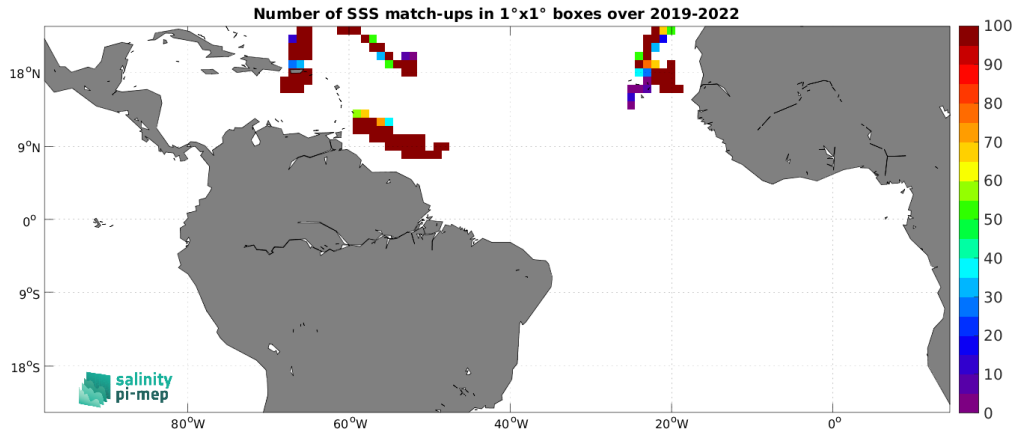 Number of SSS match-ups in 1°x1° boxes over 2019-2022
18°N
9°N
0°
9°S
18°S
80°W
60°W
40°W
20°W
0°
100
90
80
70
60
50
40
30
20
10
0
salinity
pi-mep